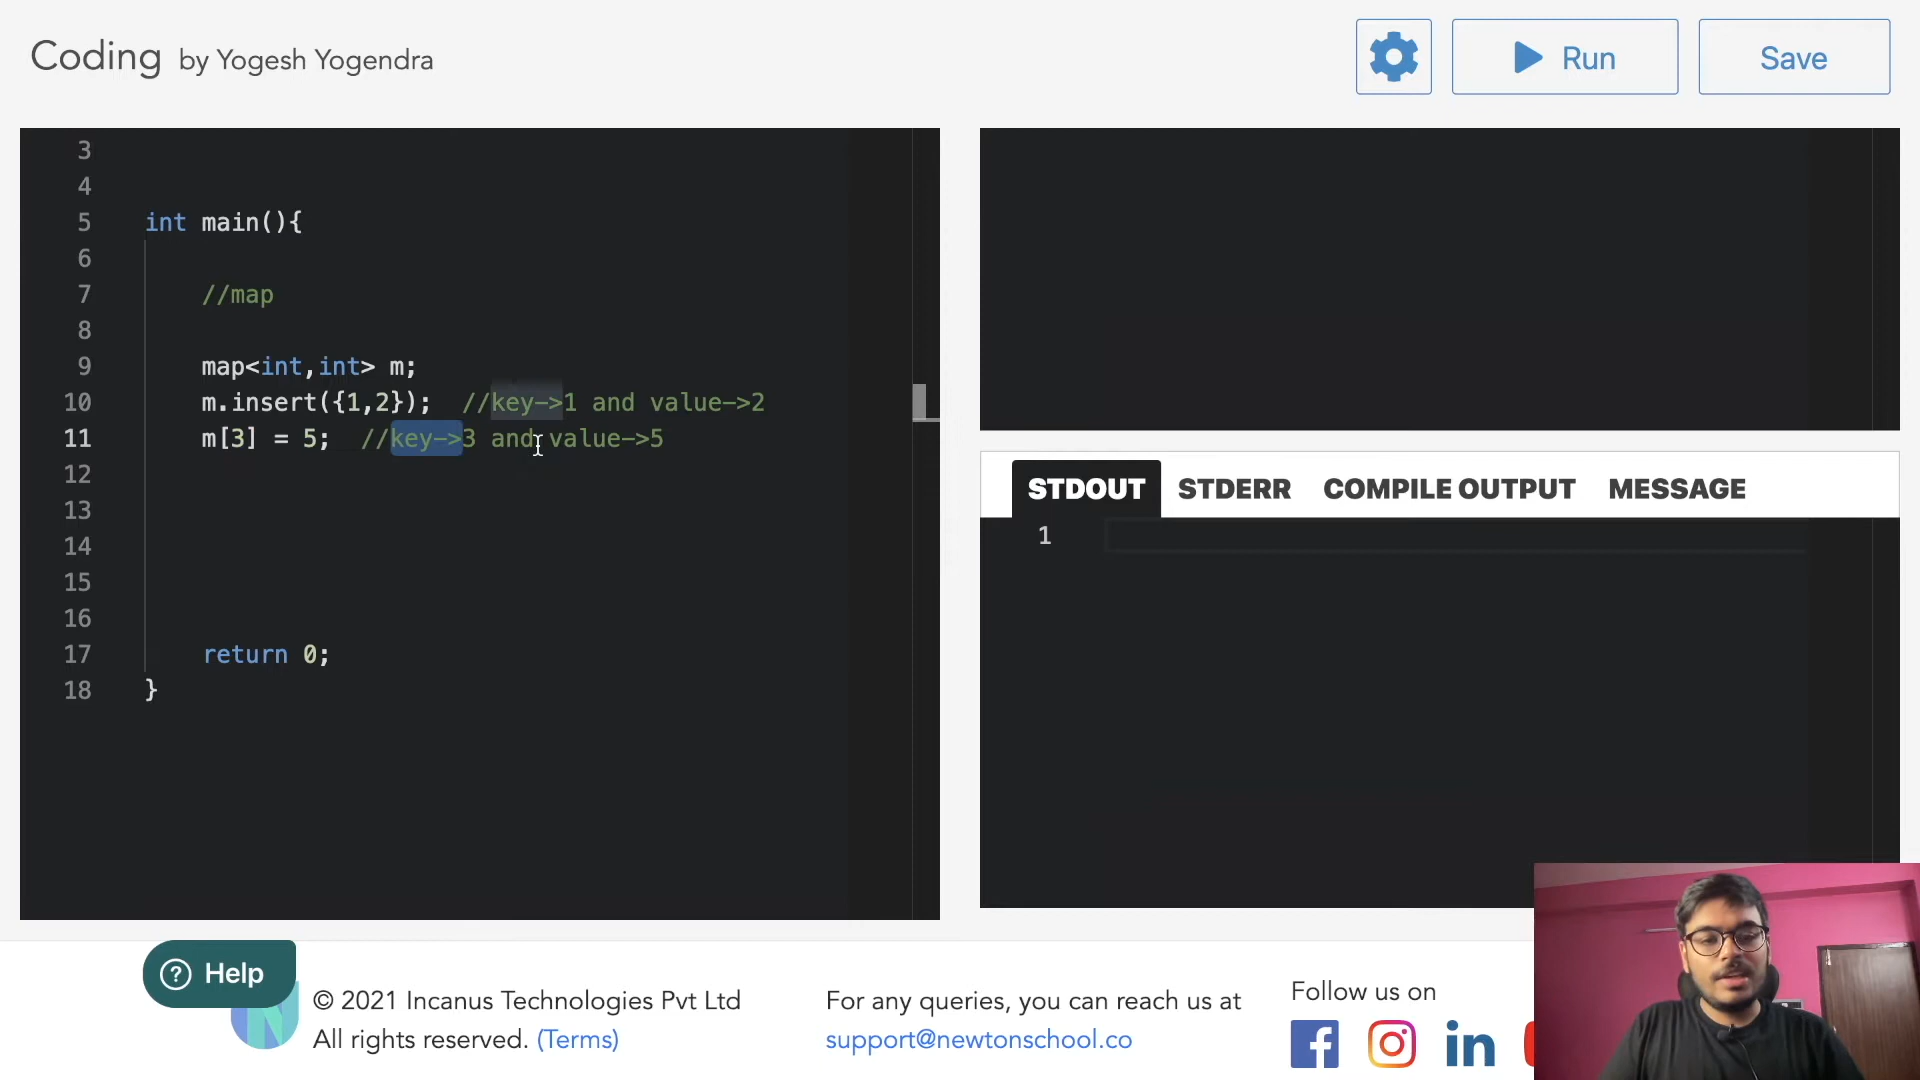 Coding by Yogesh Yogendra
Run
Save
3
4
5 int main(){
6
7 //map
8
9 map<int,int> m;
10 m.insert({1,2}); //key->1 and value->2
11 m[3] = 5; //key->3 and value->5
12
13
14
15
16
17 return 0;
18 }
STDOUT STDERR COMPILE OUTPUT MESSAGE
1
Help
© 2021 Incanus Technologies Pvt Ltd
All rights reserved. (Terms)
For any queries, you can reach us at
support@newtonschool.co
Follow us on